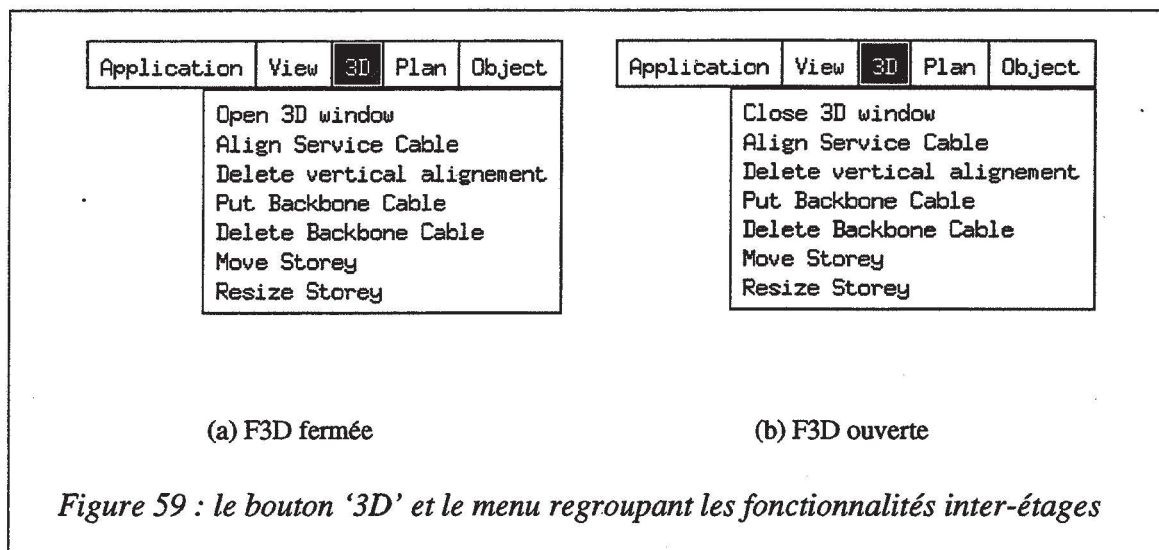 Application View 3D Plan Object
Open 3D window
Align Service Cable
Delete vertical alignement
Put Backbone Cable
Delete Backbone Cable
Move Storey
Resize Storey
(a) F3D fermée
Application View 3D Plan Object
Close 3D window
Align Service Cable
Delete vertical alignement
Put Backbone Cable
Delete Backbone Cable
Move Storey
Resize Storey
(b) F3D ouverte
Figure 59 : le bouton ‘3D’ et le menu regroupant les fonctionnalités inter-étages